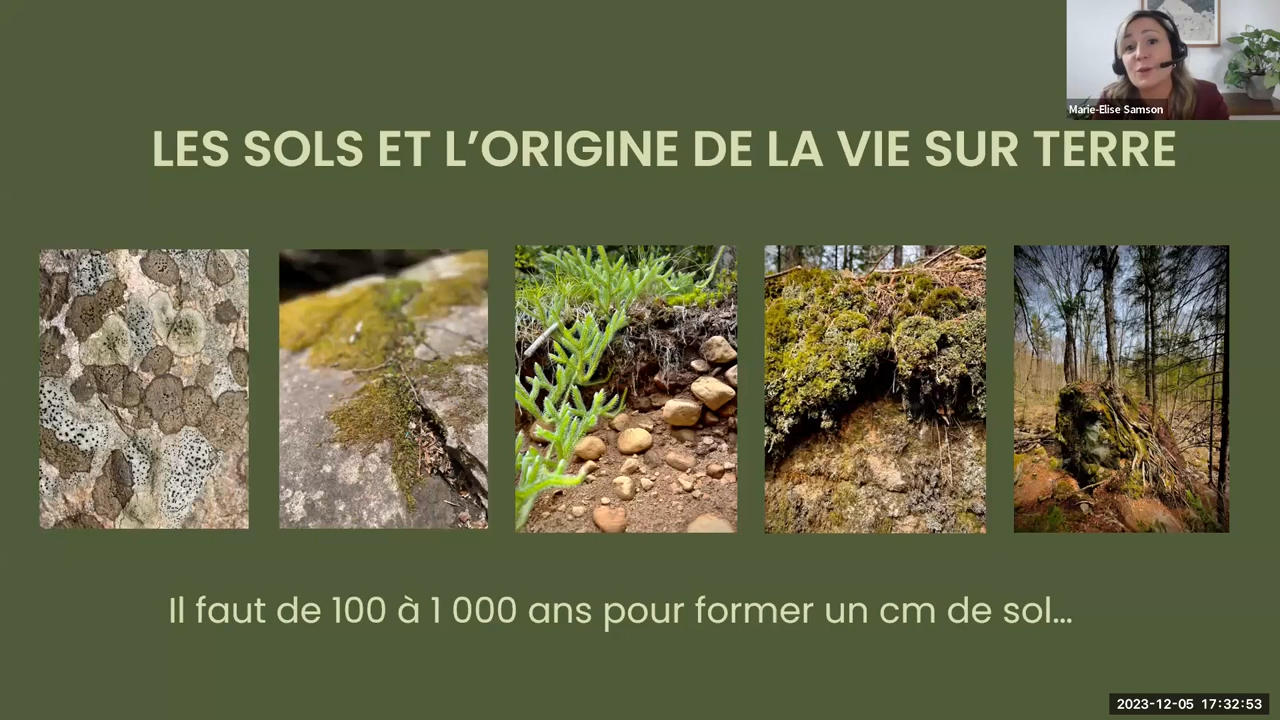 Marie-Elise Samson
LES SOLS ET L’ORIGINE DE LA VIE SUR TERRE
Il faut de 100 à 1 000 ans pour former un cm de sol...
2023-12-05 17:32:53